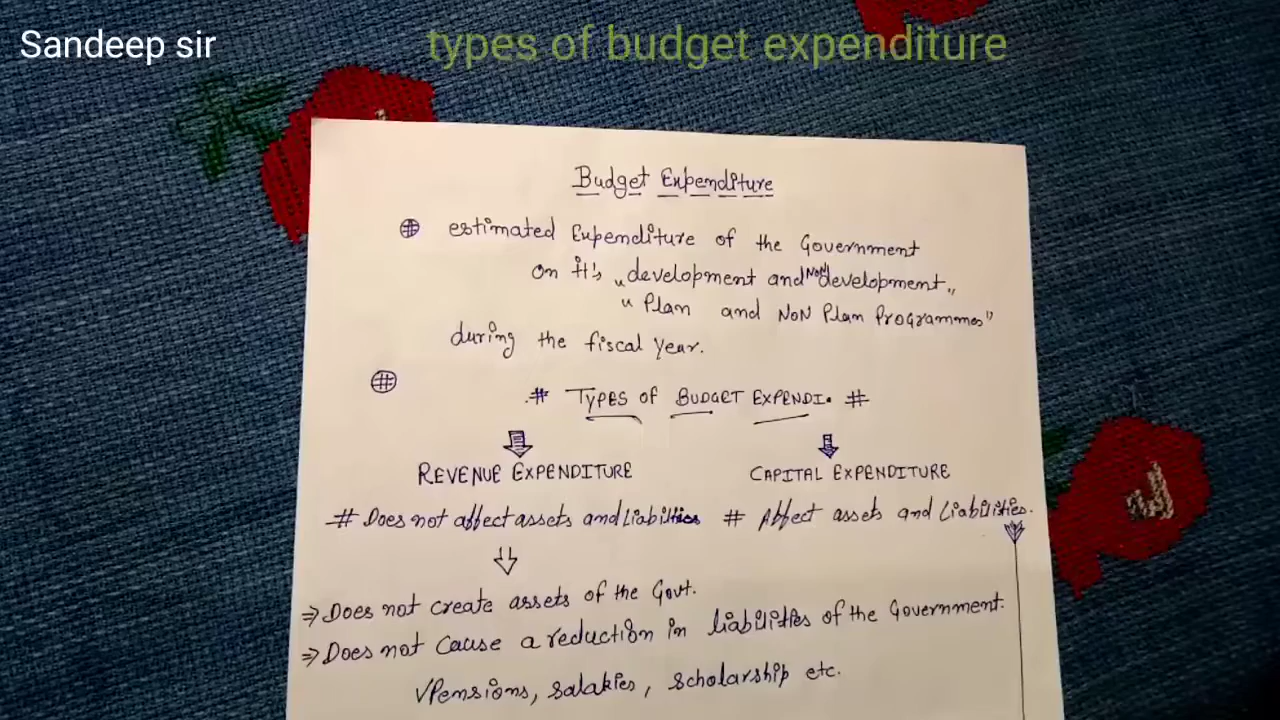 Sandeep sir
types of budget expenditure
Budget Expenditure
# estimated Expenditure of the Government
on it's "development and Non development"
" Plan and NON Plan Programmes"
during the fiscal year.
#
# TYPES of BUDGET EXPENDI. #
REVENUE EXPENDITURE CAPITAL EXPENDITURE
# Does not affect assets and liabilities # Affect assets and liabilities.
⇒ Does not create assets of the Govt.
⇒ Does not cause a reduction in liabilities of the Government.
√Pensions, salaries, scholarship etc.